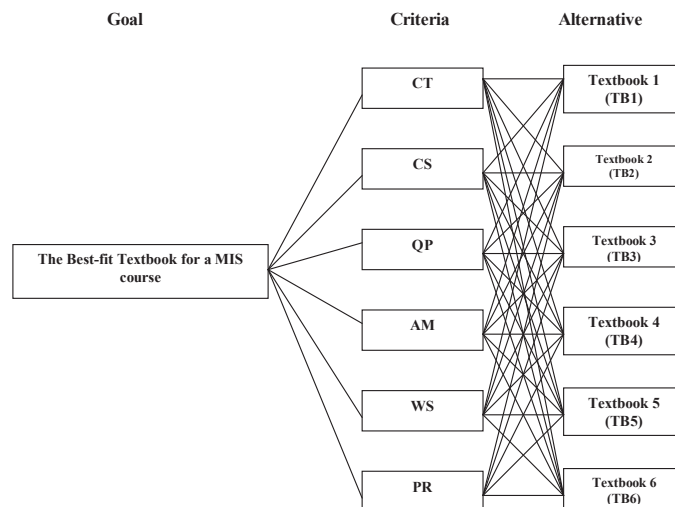 Goal
Criteria
Alternative
The Best-fit Textbook for a MIS
course
CT
CS
QP
AM
WS
PR
Textbook 1
(TB1)
Textbook 2
(TB2)
Textbook 3
(TB3)
Textbook 4
(TB4)
Textbook 5
(TB5)
Textbook 6
(TB6)